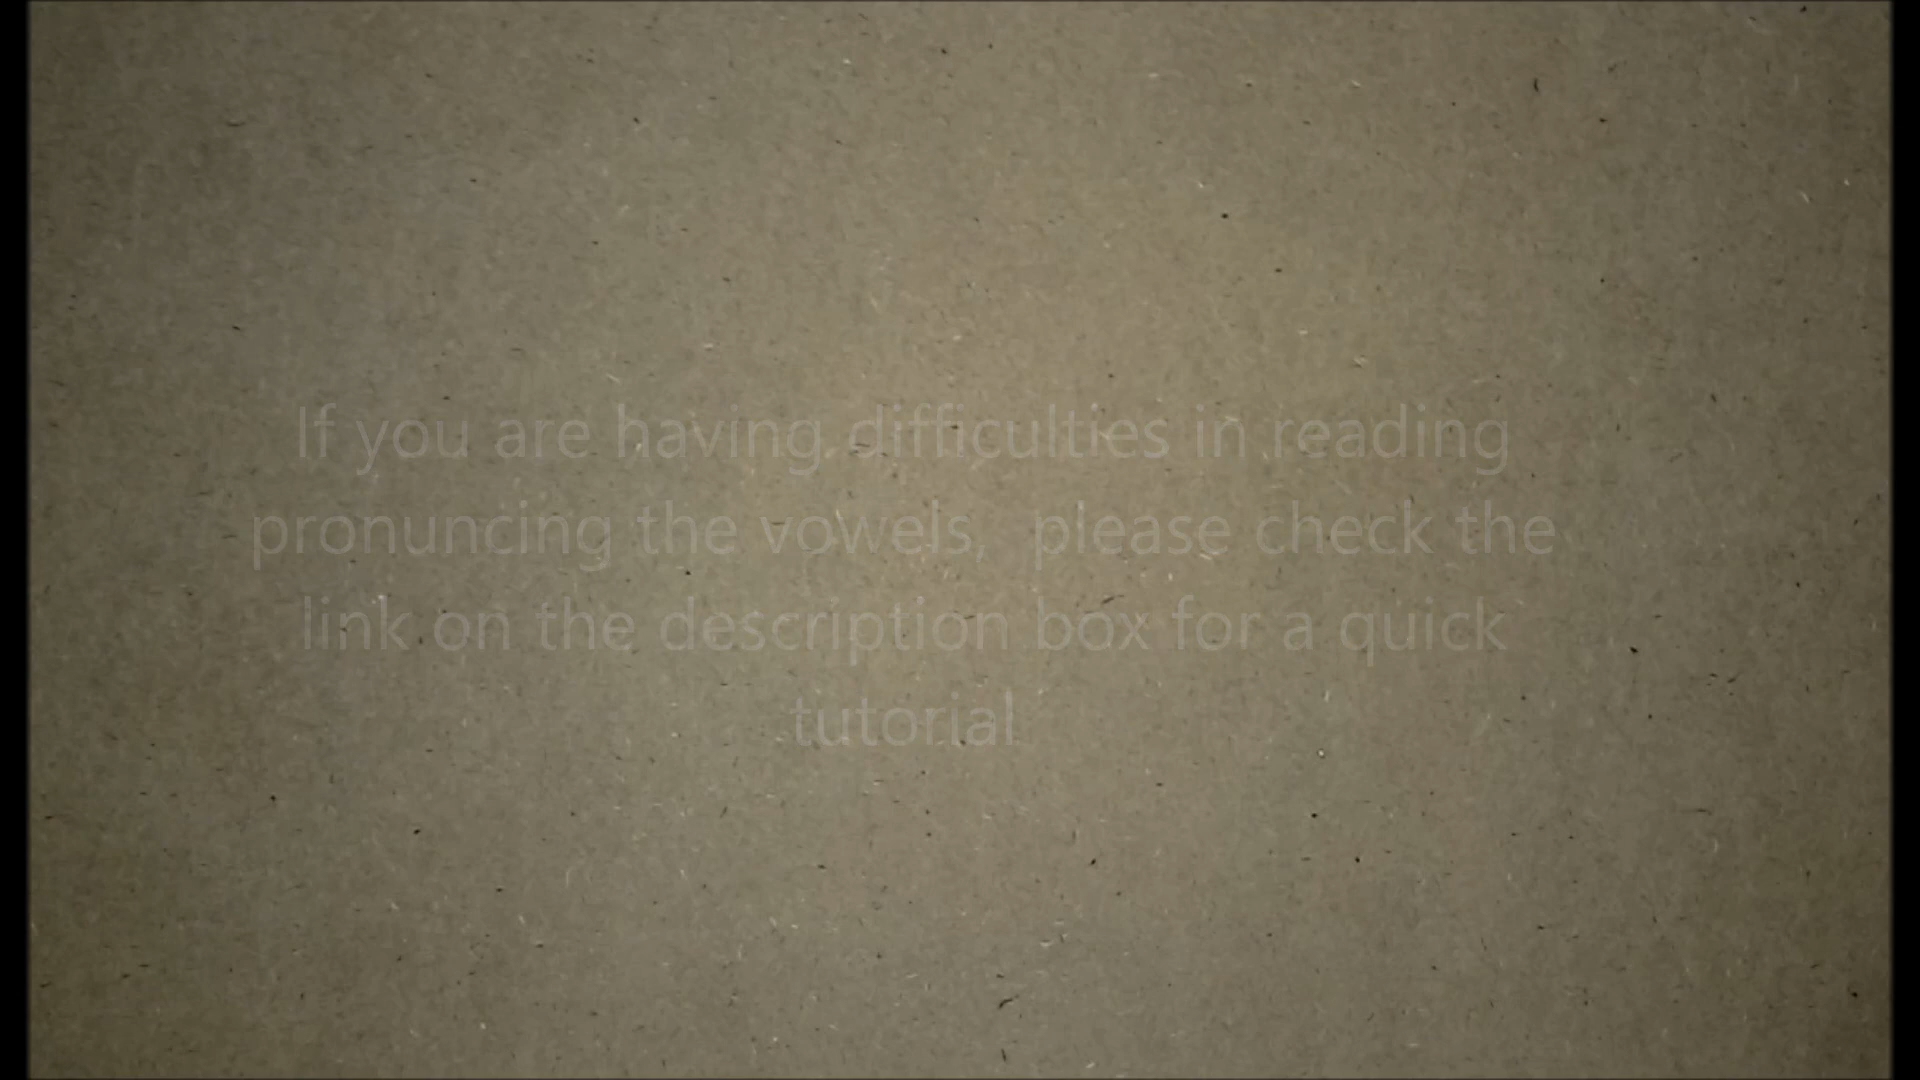 If you are having difficulties in reading
pronuncing the vowels, please check the
link on the description box for a quick
tutorial